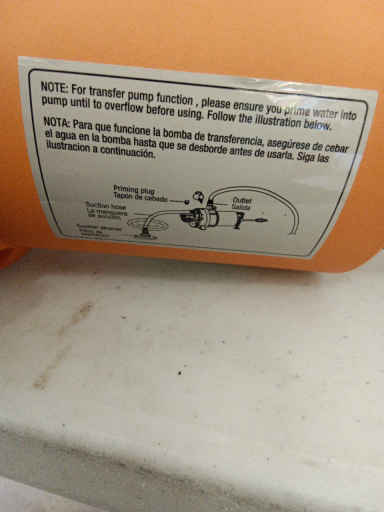 NOTE: For transfer pump function , please ensure you prime water into
pump until to overflow before using. Follow the illustration below.
NOTA: Para que funcione la bomba de transferencia, asegúrese de cebar
el agua en la bomba hasta que se desborde antes de usarla. Siga las
ilustracion a continuación.
Priming plug
Tapón de cebado
Outlet
Salida
Suction hose
La manguera
de succión
Suction strainer